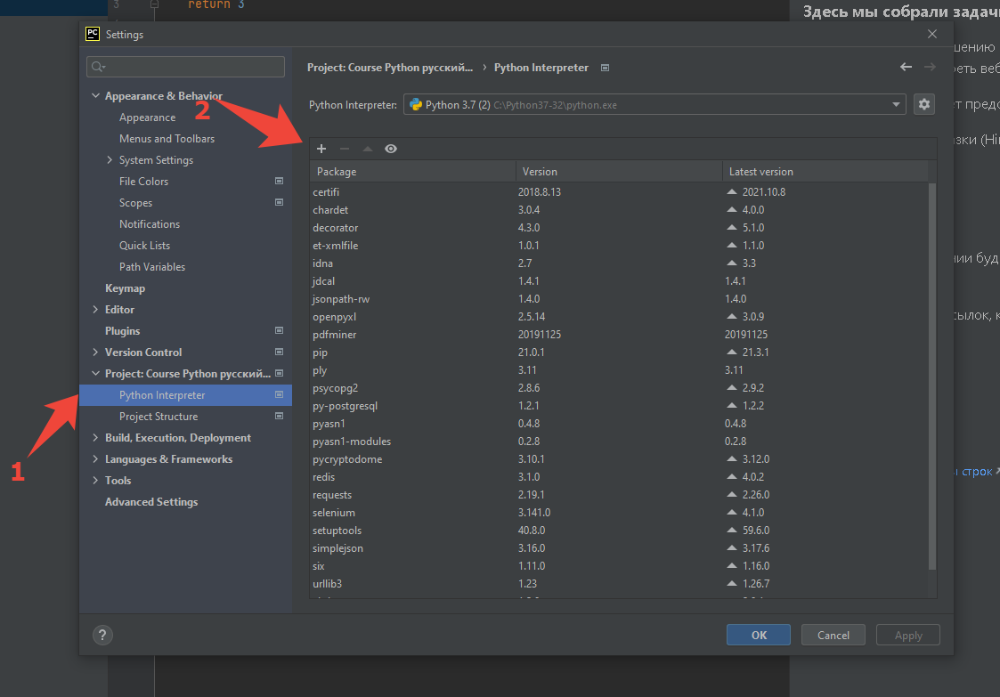 3 return 3
Здесь мы собрали задачи
PC Settings
шению
реть веб
ет предо
азки (Hi
нии буд
сылок, к
строк
Appearance & Behavior
2
Appearance
Menus and Toolbars
System Settings
File Colors
Scopes
Notifications
Quick Lists
Path Variables
Keymap
Editor
Plugins
Version Control
Project: Course Python русский...
Python Interpreter
Project Structure
Build, Execution, Deployment
Languages & Frameworks
Tools
Advanced Settings
1
Project: Course Python русский... › Python Interpreter
Python Interpreter: Python 3.7 (2) C:\Python37-32\python.exe
Package Version Latest version
certifi 2018.8.13 2021.10.8
chardet 3.0.4 4.0.0
decorator 4.3.0 5.1.0
et-xmlfile 1.0.1 1.1.0
idna 2.7 3.3
jdcal 1.4.1 1.4.1
jsonpath-rw 1.4.0 1.4.0
openpyxl 2.5.14 3.0.9
pdfminer 20191125 20191125
pip 21.0.1 21.3.1
ply 3.11 3.11
psycopg2 2.8.6 2.9.2
py-postgresql 1.2.1 1.2.2
pyasn1 0.4.8 0.4.8
pyasn1-modules 0.2.8 0.2.8
pycryptodome 3.10.1 3.12.0
redis 3.1.0 4.0.2
requests 2.19.1 2.26.0
selenium 3.141.0 4.1.0
setuptools 40.8.0 59.6.0
simplejson 3.16.0 3.17.6
six 1.11.0 1.16.0
urllib3 1.23 1.26.7
? OK Cancel Apply